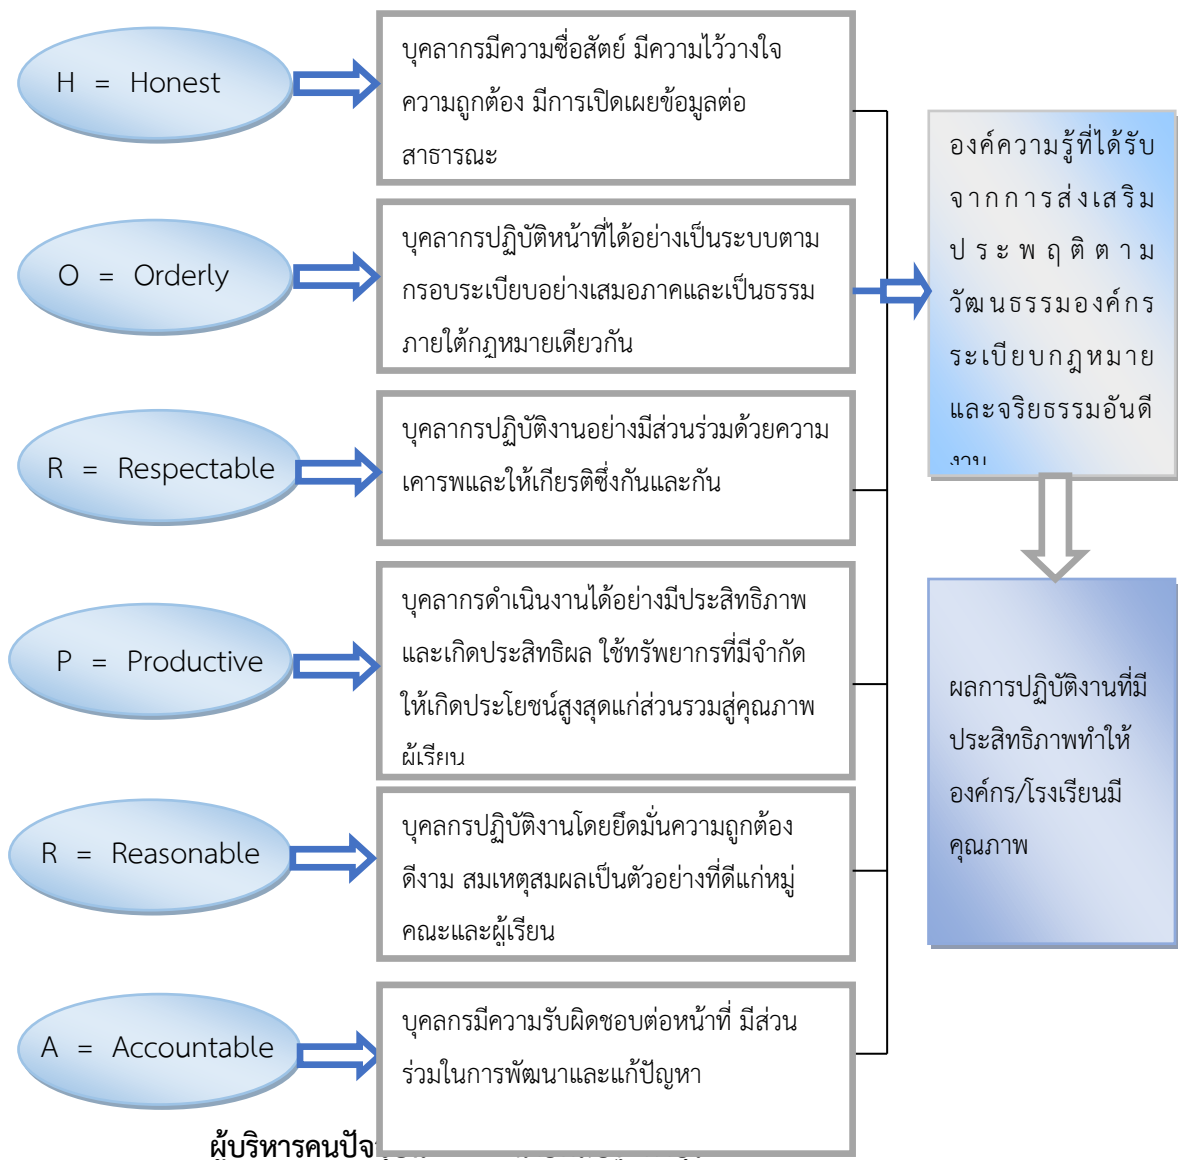 H = Honest
บุคลากรมีความซื่อสัตย์ มีความไว้วางใจ
ความถูกต้อง มีการเปิดเผยข้อมูลต่อ
สาธารณะ
O = Orderly
บุคลากรปฏิบัติหน้าที่ได้อย่างเป็นระบบตาม
กรอบระเบียบอย่างเสมอภาคและเป็นธรรม
ภายใต้กฎหมายเดียวกัน
R = Respectable
บุคลากรปฏิบัติงานอย่างมีส่วนร่วมด้วยความ
เคารพและให้เกียรติซึ่งกันและกัน
P = Productive
บุคลากรดำเนินงานได้อย่างมีประสิทธิภาพ
และเกิดประสิทธิผล ใช้ทรัพยากรที่มีจำกัด
ให้เกิดประโยชน์สูงสุดแก่ส่วนรวมสู่คุณภาพ
ผู้เรียน
R = Reasonable
บุคลกรปฏิบัติงานโดยยึดมั่นความถูกต้อง
ดีงาม สมเหตุสมผลเป็นตัวอย่างที่ดีแก่หมู่
คณะและผู้เรียน
A = Accountable
บุคลกรมีความรับผิดชอบต่อหน้าที่ มีส่วน
ร่วมในการพัฒนาและแก้ปัญหา
องค์ความรู้ที่ได้รับ
จากการส่งเสริม
ประพฤติตาม
วัฒนธรรมองค์กร
ระเบียบกฎหมาย
และจริยธรรมอันดี
งาม
ผลการปฏิบัติงานที่มี
ประสิทธิภาพทำให้
องค์กร/โรงเรียนมี
คุณภาพ
ผู้บริหารคน